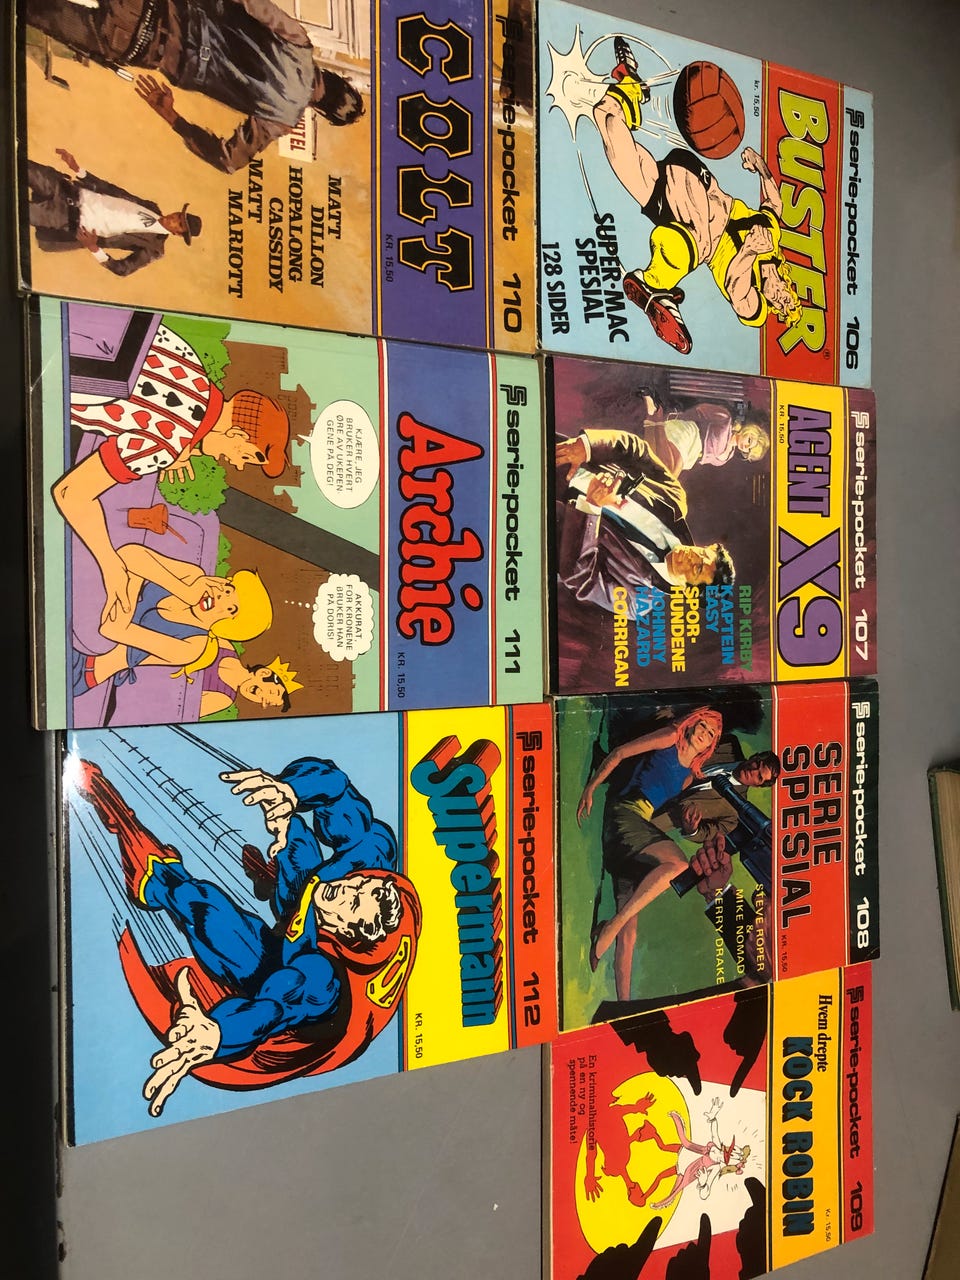 serie-pocket 106
BUSTER®
kr. 15,50
SUPER-MAC
SPESIAL
128 SIDER
serie-pocket 107
AGENT X9
KR. 15,50
RIP KIRBY
KAPTEIN
EASY
SPOR-
HUNDENE
JOHNNY
HAZARD
CORRIGAN
serie-pocket 108
SERIE
SPESIAL
KR. 15,50
STEVE ROPER
&
MIKE NOMAD
KERRY DRAKE
serie-pocket 109
Hvem drepte
KOCK ROBIN
Kr. 15,50
En kriminalhistorie
på en ny og
spennende måte!
serie-pocket 110
COLT
KR. 15,50
MATT
DILLON
HOPALONG
CASSIDY
MATT
MARRIOTT
serie-pocket 111
Archie
KR. 15,50
KJÆRE, JEG
BRUKER HVERT
ØRE AV UKEPEN-
GENE PÅ DEG!
AKKURAT.
FOR KRONENE
BRUKER HAN
PÅ DORIS!
serie-pocket 112
Supermann
KR. 15,50
S